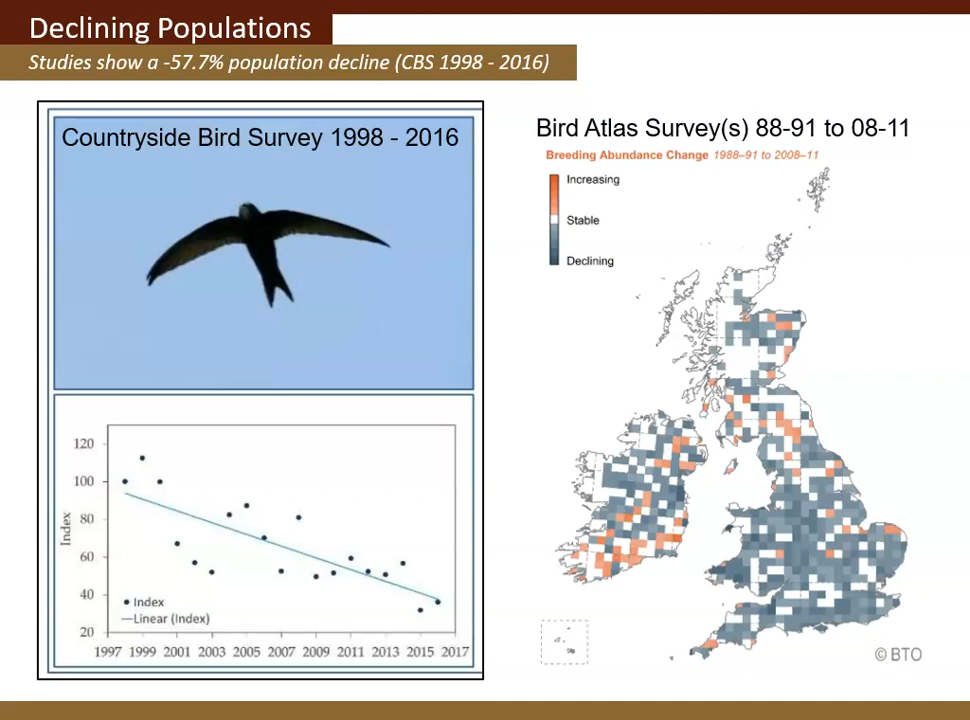 Declining Populations
Studies show a -57.7% population decline (CBS 1998 - 2016)
Countryside Bird Survey 1998 - 2016
120
100
80
60
40
20
Index
Index
Linear (Index)
1997 1999 2001 2003 2005 2007 2009 2011 2013 2015 2017
Bird Atlas Survey(s) 88-91 to 08-11
Breeding Abundance Change 1988–91 to 2008–11
Increasing
Stable
Declining
© BTO